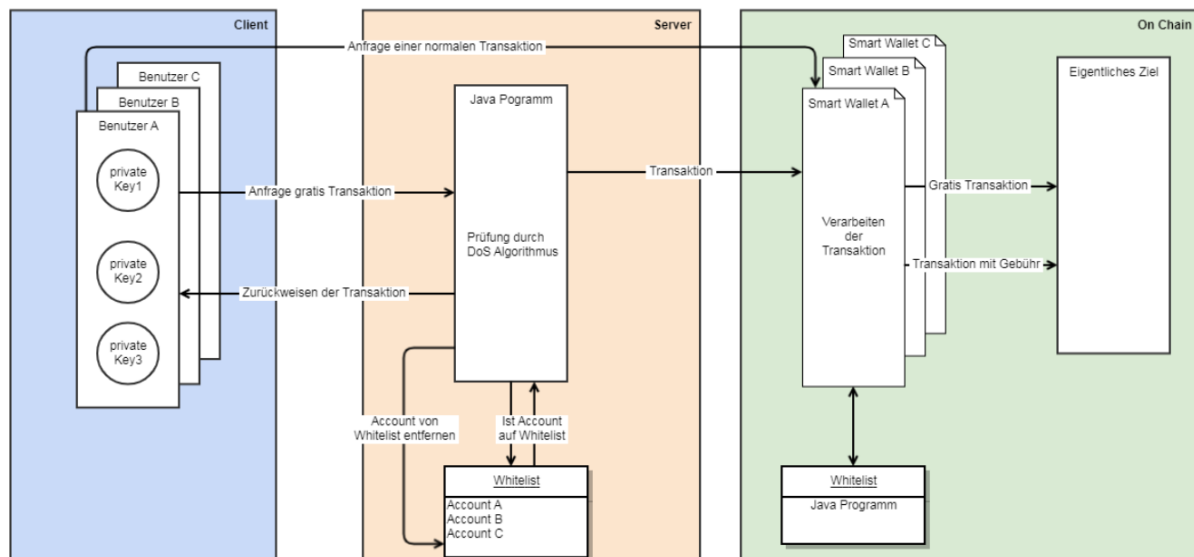 Client
Server
On Chain
Anfrage einer normalen Transaktion
Benutzer C
Benutzer B
Benutzer A
private
Key1
private
Key2
private
Key3
Anfrage gratis Transaktion
Zurückweisen der Transaktion
Java Pogramm
Prüfung durch
DoS Algorithmus
Transaktion
Account von
Whitelist entfernen
Ist Account
auf Whitelist
Whitelist
Account A
Account B
Account C
Smart Wallet C
Smart Wallet B
Smart Wallet A
Verarbeiten
der
Transaktion
Gratis Transaktion
Transaktion mit Gebühr
Eigentliches Ziel
Whitelist
Java Programm